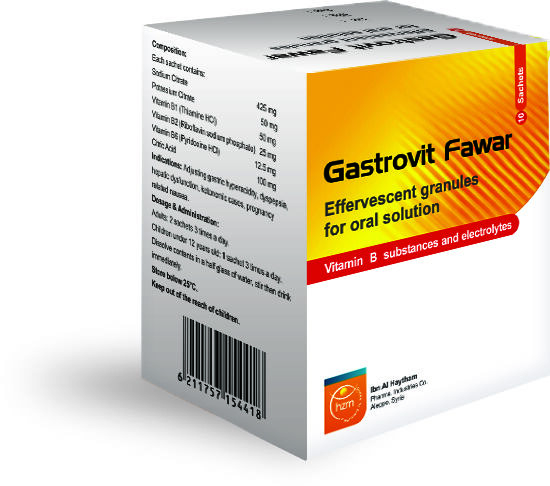 Gastrovit Fawar
10 Sachets
Gastrovit Fawar
Effervescent granules
for oral solution
Vitamin B substances and electrolytes
hzm
Ibn Al Haytham
Pharma. Industries Co.
Aleppo, Syria
Composition:
Each sachet contains:
Sodium Citrate 425 mg
Potassium Citrate 50 mg
Vitamin B1 (Thiamine HCl) 50 mg
Vitamin B2 (Riboflavin sodium phosphate) 25 mg
Vitamin B6 (Pyridoxine HCl) 12.5 mg
Citric Acid 100 mg
Indications: Adjusting gastric hyperacidity, dyspepsia,
hepatic dysfunction, ketonemic cases, pregnancy
related nausea.
Dosage & Administration:
Adults: 2 sachets 3 times a day.
Children under 12 years old: 1 sachet 3 times a day.
Dissolve contents in a half glass of water, stir then drink
immediately.
Store below 25°C.
Keep out of the reach of children.
6 211757 154418